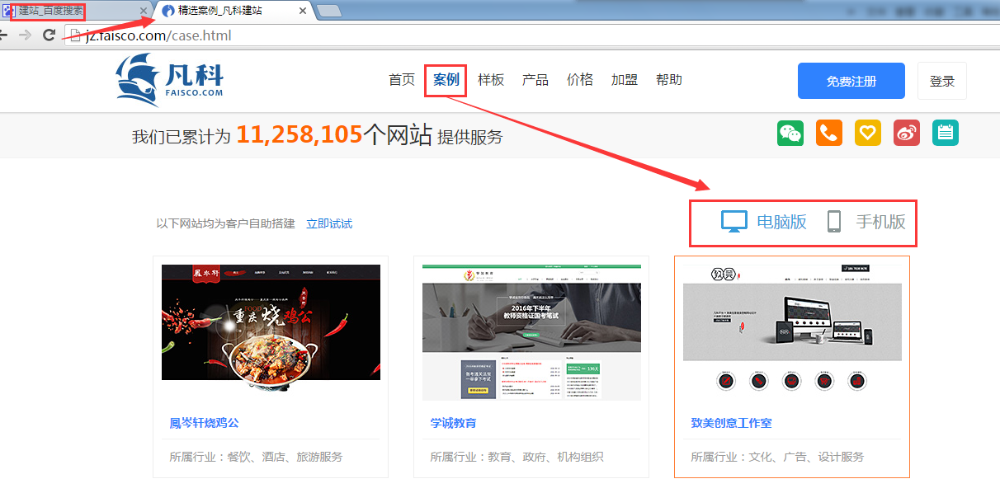 建站_百度搜索
精选案例_凡科建站
jz.faisco.com/case.html
凡科
FAISCO.COM
首页 案例 样板 产品 价格 加盟 帮助
免费注册 登录
我们已累计为 11,258,105个网站 提供服务
以下网站均为客户自助搭建 立即试试
电脑版 手机版
FOOD
重庆烧鸡公
学诚教育
2016年下半年
教师资格证国考笔试
致美
鳳岑轩烧鸡公
学诚教育
致美创意工作室
所属行业：餐饮、酒店、旅游服务
所属行业：教育、政府、机构组织
所属行业：文化、广告、设计服务